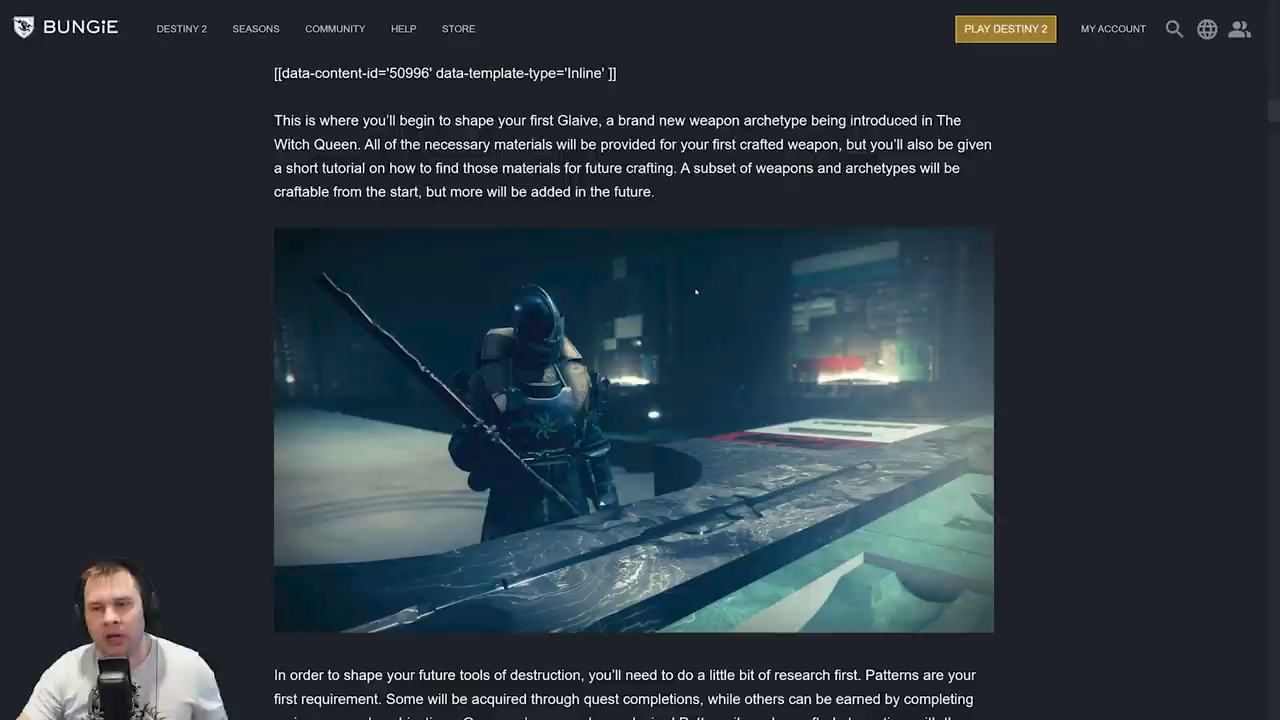 BUNGiE DESTINY 2 SEASONS COMMUNITY HELP STORE PLAY DESTINY 2 MY ACCOUNT
[[data-content-id='50996' data-template-type='Inline' ]]
This is where you'll begin to shape your first Glaive, a brand new weapon archetype being introduced in The
Witch Queen. All of the necessary materials will be provided for your first crafted weapon, but you'll also be given
a short tutorial on how to find those materials for future crafting. A subset of weapons and archetypes will be
craftable from the start, but more will be added in the future.
In order to shape your future tools of destruction, you'll need to do a little bit of research first. Patterns are your
first requirement. Some will be acquired through quest completions, while others can be earned by completing